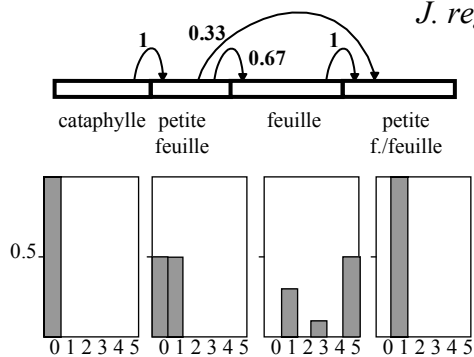 J. re
0.33
1
0.67
1
cataphylle petite feuille petite
feuille f./feuille
0.5
0 1 2 3 4 5 0 1 2 3 4 5 0 1 2 3 4 5 0 1 2 3 4 5